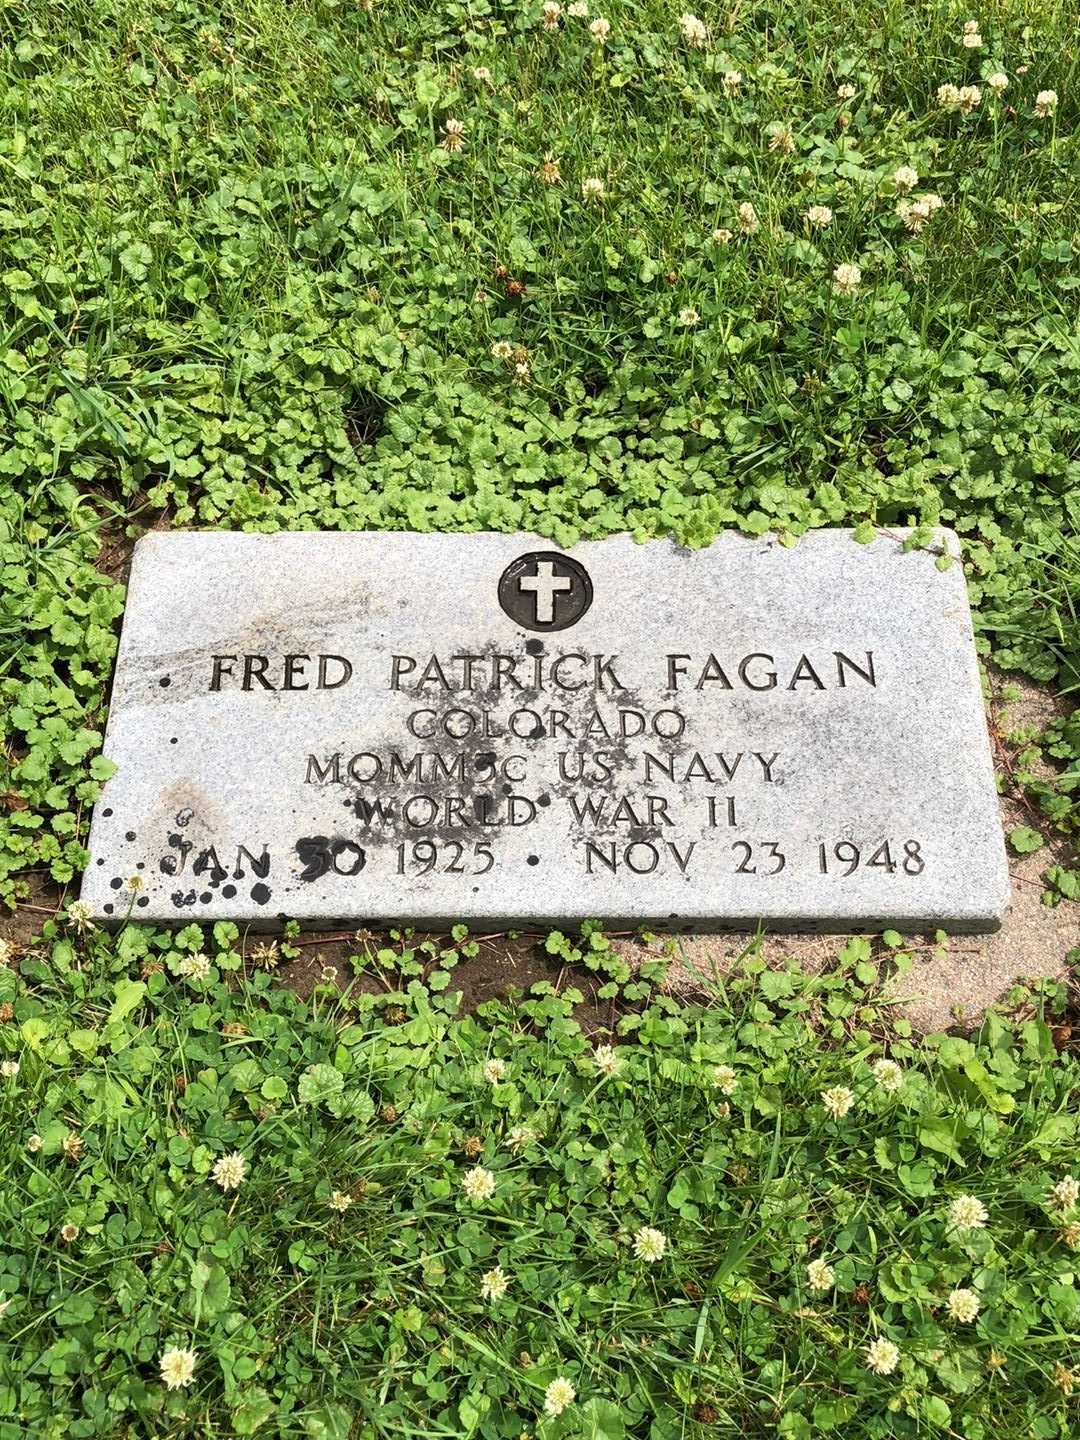 FRED PATRICK FAGAN
COLORADO
MOMM3C US NAVY
WORLD WAR II
JAN 30 1925 • NOV 23 1948